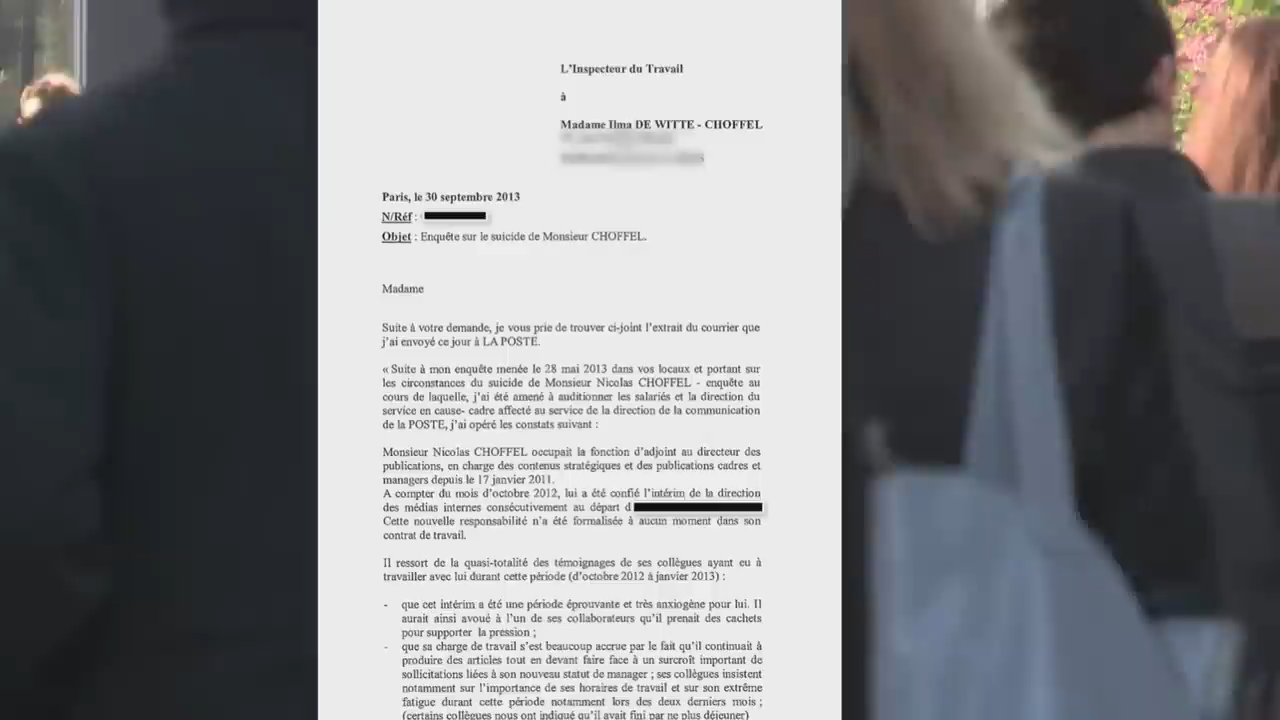 L'Inspecteur du Travail
à
Madame Ilma DE WITTE - CHOFFEL
Paris, le 30 septembre 2013
N/Réf :
Objet : Enquête sur le suicide de Monsieur CHOFFEL.
Madame
Suite à votre demande, je vous prie de trouver ci-joint l'extrait du courrier que
j'ai envoyé ce jour à LA POSTE.
« Suite à mon enquête menée le 28 mai 2013 dans vos locaux et portant sur
les circonstances du suicide de Monsieur Nicolas CHOFFEL - enquête au
cours de laquelle, j'ai été amené à auditionner les salariés et la direction du
service en cause- cadre affecté au service de la direction de la communication
de la POSTE, j'ai opéré les constats suivant :
Monsieur Nicolas CHOFFEL occupait la fonction d'adjoint au directeur des
publications, en charge des contenus stratégiques et des publications cadres et
managers depuis le 17 janvier 2011.
A compter du mois d'octobre 2012, lui a été confié l'intérim de la direction
des médias internes consécutivement au départ d
Cette nouvelle responsabilité n'a été formalisée à aucun moment dans son
contrat de travail.
Il ressort de la quasi-totalité des témoignages de ses collègues ayant eu à
travailler avec lui durant cette période (d'octobre 2012 à janvier 2013) :
- que cet intérim a été une période éprouvante et très anxiogène pour lui. Il
aurait ainsi avoué à l'un de ses collaborateurs qu'il prenait des cachets
pour supporter la pression ;
- que sa charge de travail s'est beaucoup accrue par le fait qu'il continuait à
produire des articles tout en devant faire face à un surcroît important de
sollicitations liées à son nouveau statut de manager ; ses collègues insistent
notamment sur l'importance de ses horaires de travail et sur son extrême
fatigue durant cette période notamment lors des deux derniers mois ;
(certains collègues nous ont indiqué qu'il avait fini par ne plus déjeuner)